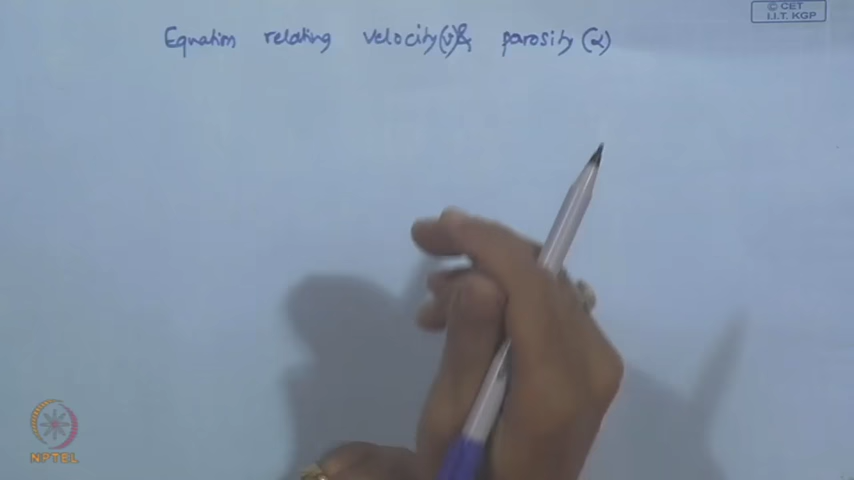 © CET
I.I.T. KGP
Equation relating velocity(v)& porosity (α)
NPTEL